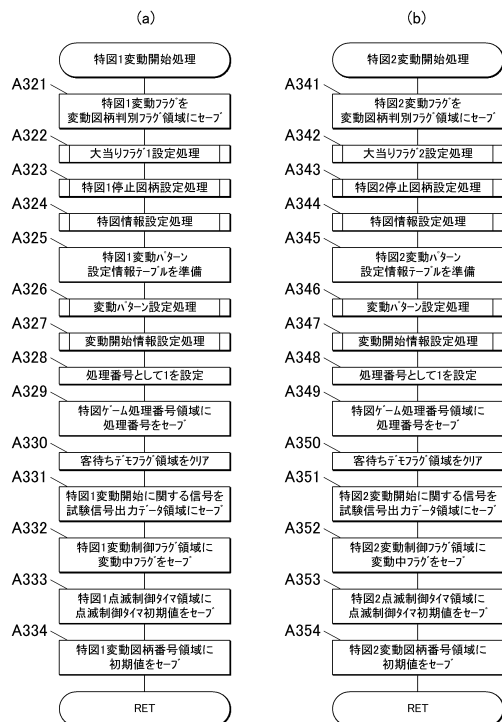 (a)
特図1変動開始処理
A321
特図1変動フラグを
変動図柄判別フラグ領域にセーブ
A322
大当りフラグ1設定処理
A323
特図1停止図柄設定処理
A324
特図情報設定処理
A325
特図1変動パターン
設定情報テーブルを準備
A326
変動パターン設定処理
A327
変動開始情報設定処理
A328
処理番号として1を設定
A329
特図ゲーム処理番号領域に
処理番号をセーブ
A330
客待ちデモフラグ領域をクリア
A331
特図1変動開始に関する信号を
試験信号出力データ領域にセーブ
A332
特図1変動制御フラグ領域に
変動中フラグをセーブ
A333
特図1点滅制御タイマ領域に
点滅制御タイマ初期値をセーブ
A334
特図1変動図柄番号領域に
初期値をセーブ
RET
(b)
特図2変動開始処理
A341
特図2変動フラグを
変動図柄判別フラグ領域にセーブ
A342
大当りフラグ2設定処理
A343
特図2停止図柄設定処理
A344
特図情報設定処理
A345
特図2変動パターン
設定情報テーブルを準備
A346
変動パターン設定処理
A347
変動開始情報設定処理
A348
処理番号として1を設定
A349
特図ゲーム処理番号領域に
処理番号をセーブ
A350
客待ちデモフラグ領域をクリア
A351
特図2変動開始に関する信号を
試験信号出力データ領域にセーブ
A352
特図2変動制御フラグ領域に
変動中フラグをセーブ
A353
特図2点滅制御タイマ領域に
点滅制御タイマ初期値をセーブ
A354
特図2変動図柄番号領域に
初期値をセーブ
RET